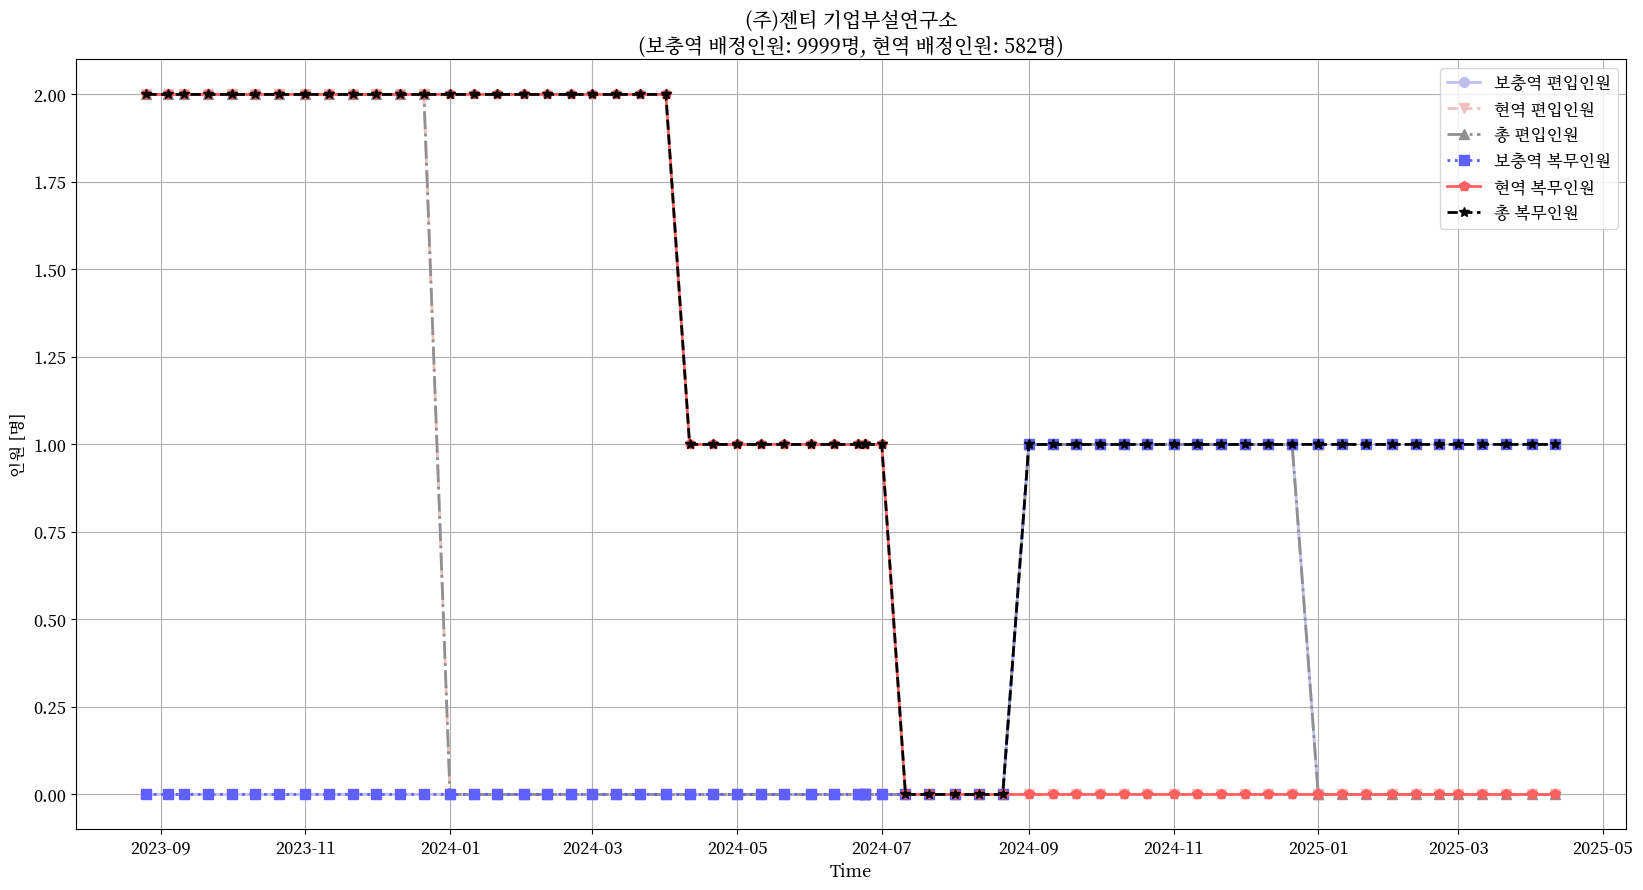 (주)젠티 기업부설연구소
(보충역 배정인원: 9999명, 현역 배정인원: 582명)
보충역 편입인원
현역 편입인원
총 편입인원
보충역 복무인원
현역 복무인원
총 복무인원
2.00
1.75
1.50
1.25
1.00
0.75
0.50
0.25
0.00
인원 [명]
2023-09 2023-11 2024-01 2024-03 2024-05 2024-07 2024-09 2024-11 2025-01 2025-03 2025-05
Time